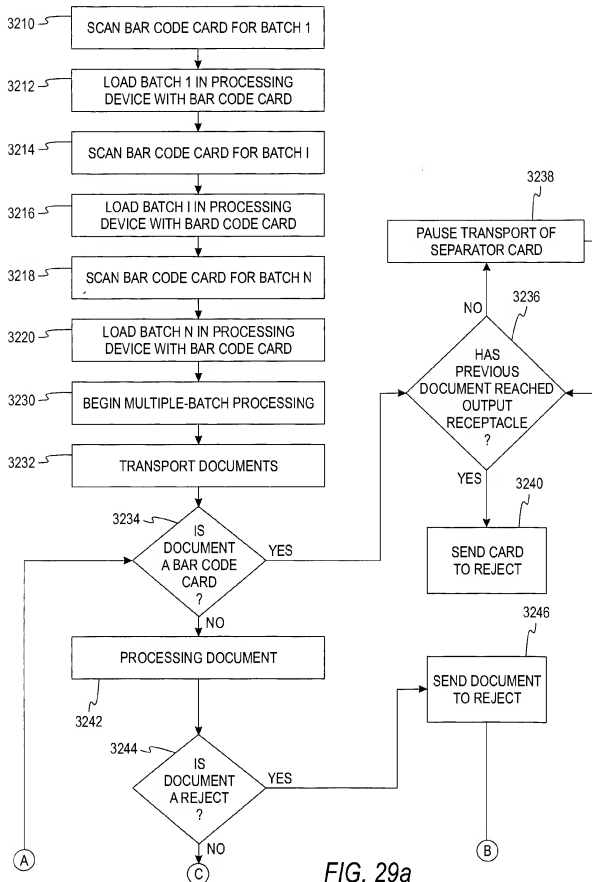 3210
SCAN BAR CODE CARD FOR BATCH 1
3212
LOAD BATCH 1 IN PROCESSING
DEVICE WITH BAR CODE CARD
3214
SCAN BAR CODE CARD FOR BATCH I
3216
LOAD BATCH I IN PROCESSING
DEVICE WITH BARD CODE CARD
3218
SCAN BAR CODE CARD FOR BATCH N
3220
LOAD BATCH N IN PROCESSING
DEVICE WITH BAR CODE CARD
3230
BEGIN MULTIPLE-BATCH PROCESSING
3232
TRANSPORT DOCUMENTS
3234
IS
DOCUMENT
A BAR CODE
CARD
?
YES
NO
3238
PAUSE TRANSPORT OF
SEPARATOR CARD
NO
3236
HAS
PREVIOUS
DOCUMENT REACHED
OUTPUT
RECEPTACLE
?
YES
3240
SEND CARD
TO REJECT
PROCESSING DOCUMENT
3242
3244
IS
DOCUMENT
A REJECT
?
YES
NO
3246
SEND DOCUMENT
TO REJECT
A
C
B
FIG. 29a